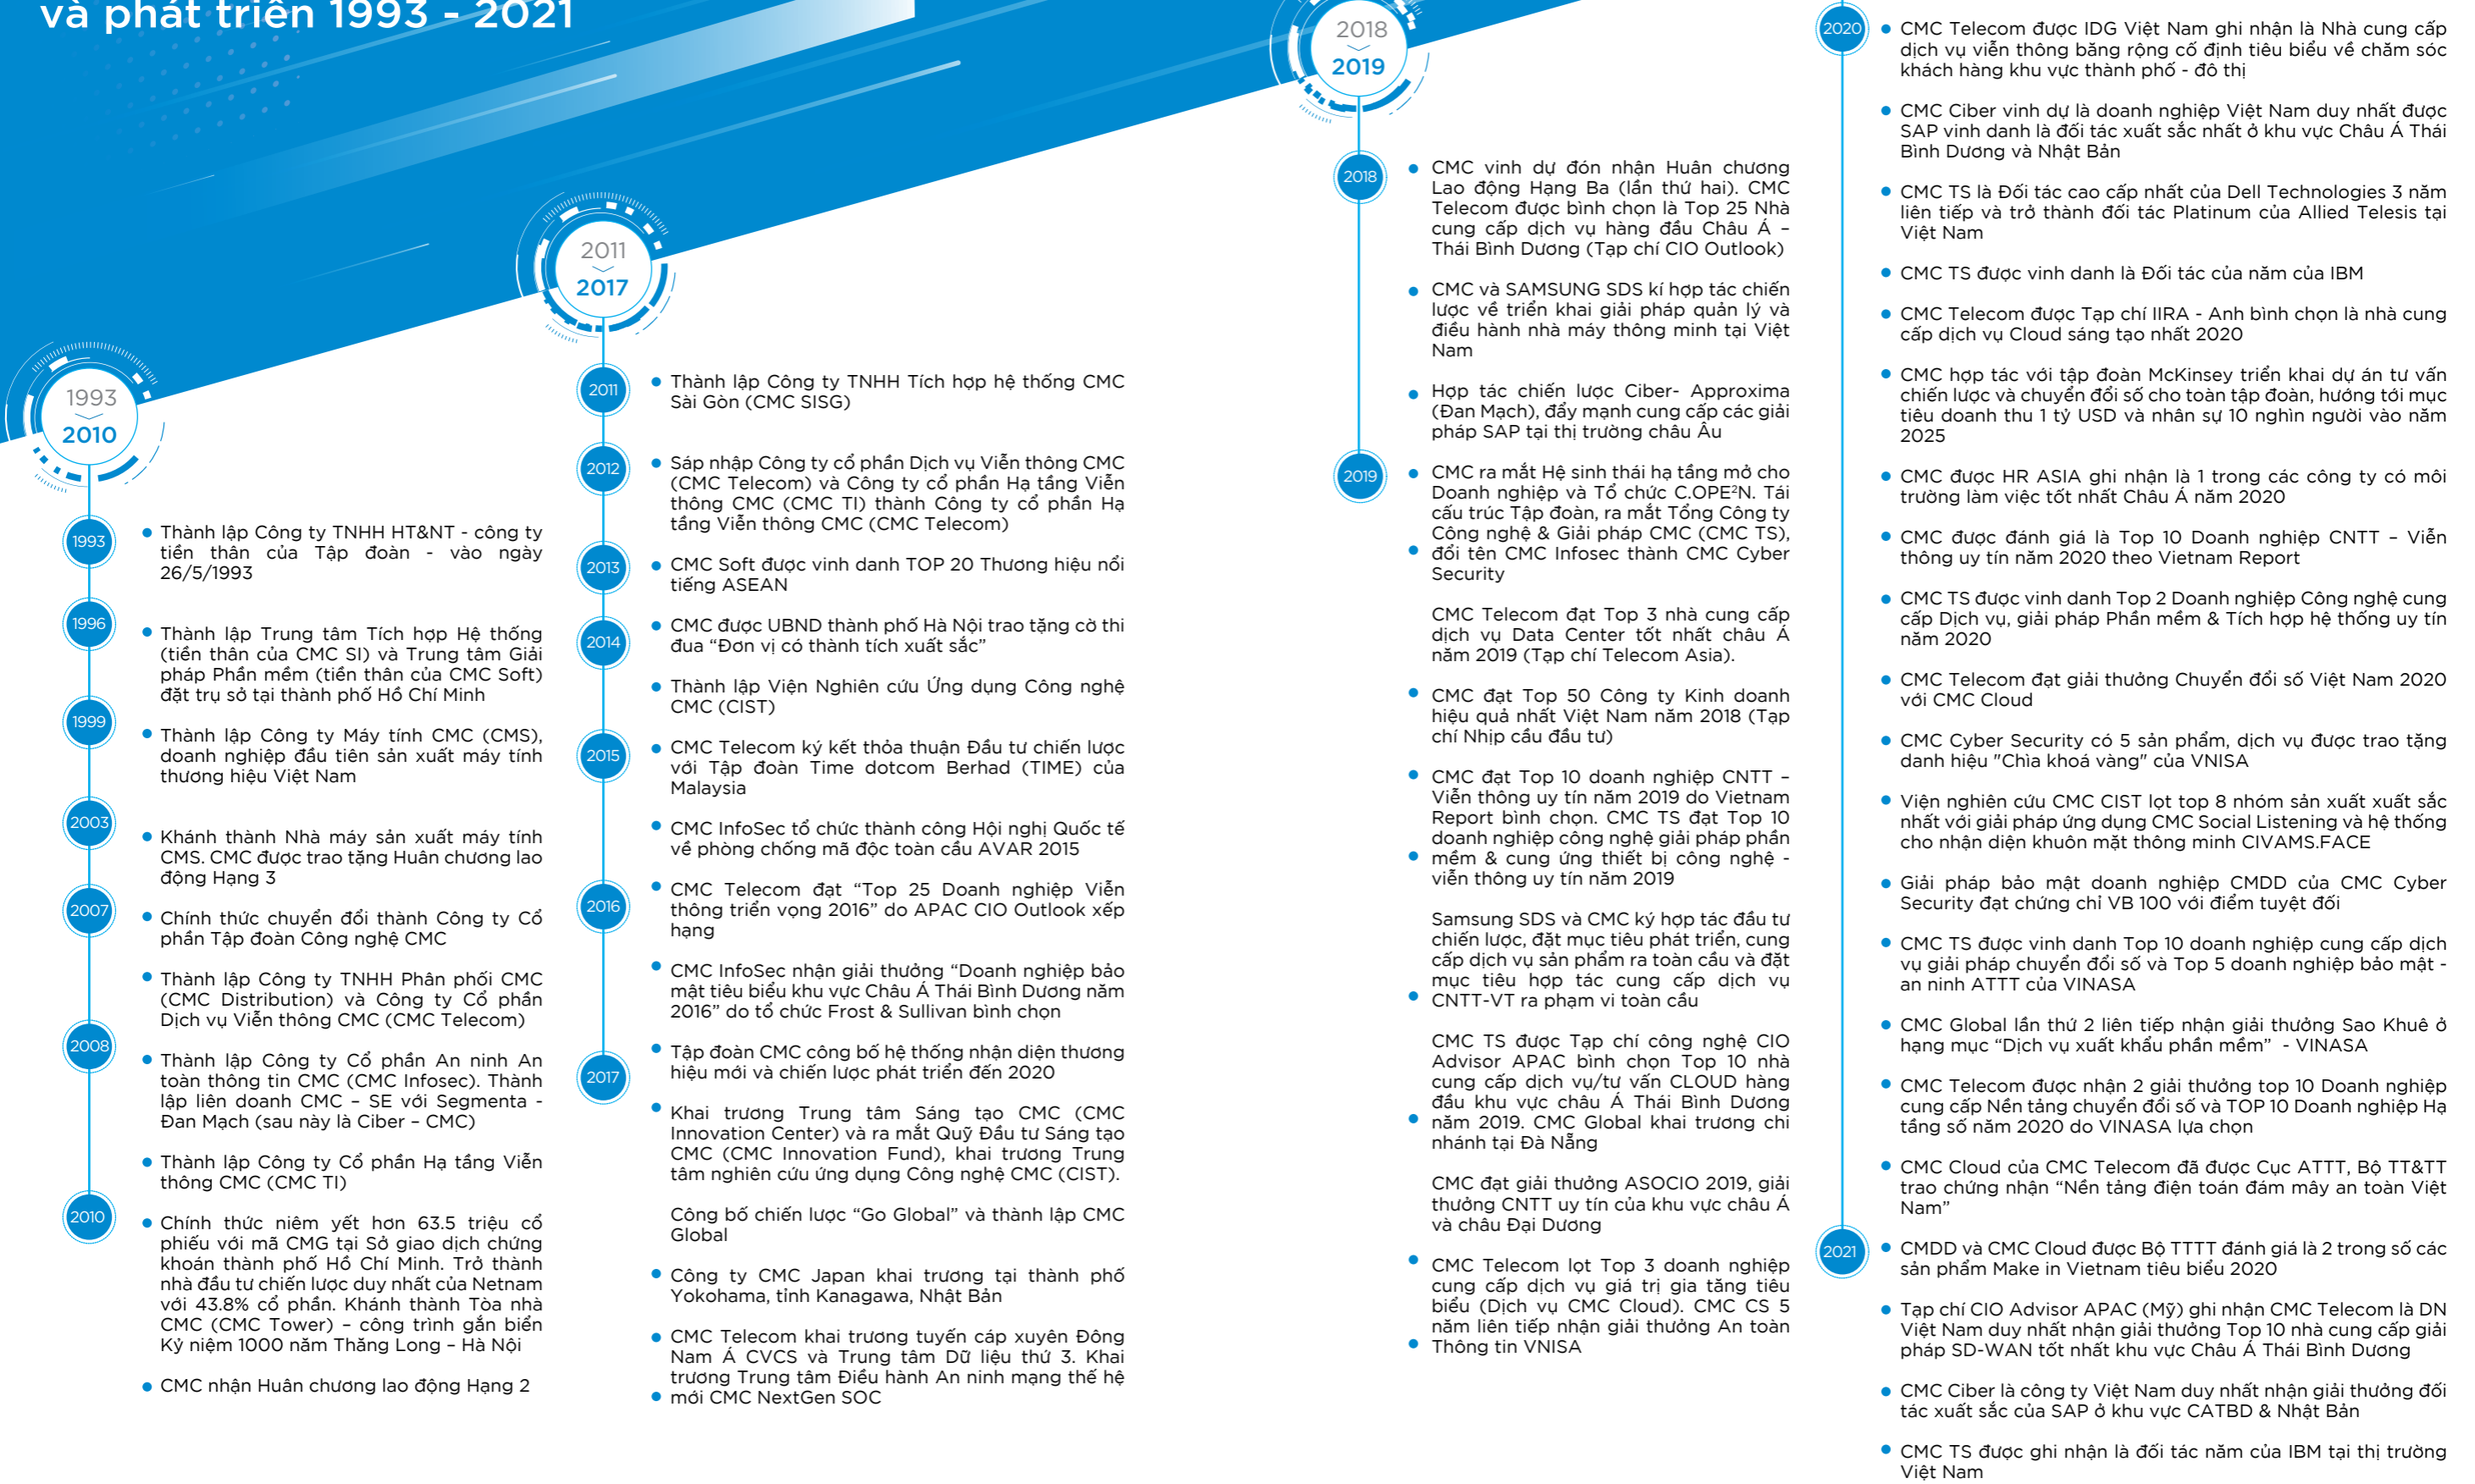 và phát triển 1993 - 2021
1993
2010
1993
Thành lập Công ty TNHH HT&NT - công ty
tiền thân của Tập đoàn - vào ngày
26/5/1993
1996
Thành lập Trung tâm Tích hợp Hệ thống
(tiền thân của CMC SI) và Trung tâm Giải
pháp Phần mềm (tiền thân của CMC Soft)
đặt trụ sở tại thành phố Hồ Chí Minh
1999
Thành lập Công ty Máy tính CMC (CMS),
doanh nghiệp đầu tiên sản xuất máy tính
thương hiệu Việt Nam
2003
Khánh thành Nhà máy sản xuất máy tính
CMS. CMC được trao tặng Huân chương lao
động Hạng 3
2007
Chính thức chuyển đổi thành Công ty Cổ
phần Tập đoàn Công nghệ CMC
Thành lập Công ty TNHH Phân phối CMC
(CMC Distribution) và Công ty Cổ phần
Dịch vụ Viễn thông CMC (CMC Telecom)
2008
Thành lập Công ty Cổ phần An ninh An
toàn thông tin CMC (CMC Infosec). Thành
lập liên doanh CMC – SE với Segmenta -
Đan Mạch (sau này là Ciber – CMC)
Thành lập Công ty Cổ phần Hạ tầng Viễn
thông CMC (CMC TI)
2010
Chính thức niêm yết hơn 63.5 triệu cổ
phiếu với mã CMG tại Sở giao dịch chứng
khoán thành phố Hồ Chí Minh. Trở thành
nhà đầu tư chiến lược duy nhất của Netnam
với 43.8% cổ phần. Khánh thành Tòa nhà
CMC (CMC Tower) – công trình gắn biển
Kỷ niệm 1000 năm Thăng Long – Hà Nội
CMC nhận Huân chương lao động Hạng 2
2011
2017
2011
Thành lập Công ty TNHH Tích hợp hệ thống CMC
Sài Gòn (CMC SISG)
2012
Sáp nhập Công ty cổ phần Dịch vụ Viễn thông CMC
(CMC Telecom) và Công ty cổ phần Hạ tầng Viễn
thông CMC (CMC TI) thành Công ty cổ phần Hạ
tầng Viễn thông CMC (CMC Telecom)
2013
CMC Soft được vinh danh TOP 20 Thương hiệu nổi
tiếng ASEAN
2014
CMC được UBND thành phố Hà Nội trao tặng cờ thi
đua “Đơn vị có thành tích xuất sắc”
Thành lập Viện Nghiên cứu Ứng dụng Công nghệ
CMC (CIST)
2015
CMC Telecom ký kết thỏa thuận Đầu tư chiến lược
với Tập đoàn Time dotcom Berhad (TIME) của
Malaysia
CMC InfoSec tổ chức thành công Hội nghị Quốc tế
về phòng chống mã độc toàn cầu AVAR 2015
2016
CMC Telecom đạt “Top 25 Doanh nghiệp Viễn
thông triển vọng 2016” do APAC CIO Outlook xếp
hạng
CMC InfoSec nhận giải thưởng “Doanh nghiệp bảo
mật tiêu biểu khu vực Châu Á Thái Bình Dương năm
2016” do tổ chức Frost & Sullivan bình chọn
2017
Tập đoàn CMC công bố hệ thống nhận diện thương
hiệu mới và chiến lược phát triển đến 2020
Khai trương Trung tâm Sáng tạo CMC (CMC
Innovation Center) và ra mắt Quỹ Đầu tư Sáng tạo
CMC (CMC Innovation Fund), khai trương Trung
tâm nghiên cứu ứng dụng Công nghệ CMC (CIST).
Công bố chiến lược “Go Global” và thành lập CMC
Global
Công ty CMC Japan khai trương tại thành phố
Yokohama, tỉnh Kanagawa, Nhật Bản
CMC Telecom khai trương tuyến cáp xuyên Đông
Nam Á CVCS và Trung tâm Dữ liệu thứ 3. Khai
trương Trung tâm Điều hành An ninh mạng thế hệ
mới CMC NextGen SOC
2018
2019
2018
CMC vinh dự đón nhận Huân chương
Lao động Hạng Ba (lần thứ hai). CMC
Telecom được bình chọn là Top 25 Nhà
cung cấp dịch vụ hàng đầu Châu Á –
Thái Bình Dương (Tạp chí CIO Outlook)
CMC và SAMSUNG SDS kí hợp tác chiến
lược về triển khai giải pháp quản lý và
điều hành nhà máy thông minh tại Việt
Nam
Hợp tác chiến lược Ciber- Approxima
(Đan Mạch), đẩy mạnh cung cấp các giải
pháp SAP tại thị trường châu Âu
2019
CMC ra mắt Hệ sinh thái hạ tầng mở cho
Doanh nghiệp và Tổ chức C.OPE²N. Tái
cấu trúc Tập đoàn, ra mắt Tổng Công ty
Công nghệ & Giải pháp CMC (CMC TS),
đổi tên CMC Infosec thành CMC Cyber
Security
CMC Telecom đạt Top 3 nhà cung cấp
dịch vụ Data Center tốt nhất châu Á
năm 2019 (Tạp chí Telecom Asia).
CMC đạt Top 50 Công ty Kinh doanh
hiệu quả nhất Việt Nam năm 2018 (Tạp
chí Nhịp cầu đầu tư)
CMC đạt Top 10 doanh nghiệp CNTT –
Viễn thông uy tín năm 2019 do Vietnam
Report bình chọn. CMC TS đạt Top 10
doanh nghiệp công nghệ giải pháp phần
mềm & cung ứng thiết bị công nghệ -
viễn thông uy tín năm 2019
Samsung SDS và CMC ký hợp tác đầu tư
chiến lược, đặt mục tiêu phát triển, cung
cấp dịch vụ sản phẩm ra toàn cầu và đặt
mục tiêu hợp tác cung cấp dịch vụ
CNTT-VT ra phạm vi toàn cầu
CMC TS được Tạp chí công nghệ CIO
Advisor APAC bình chọn Top 10 nhà
cung cấp dịch vụ/tư vấn CLOUD hàng
đầu khu vực châu Á Thái Bình Dương
năm 2019. CMC Global khai trương chi
nhánh tại Đà Nẵng
CMC đạt giải thưởng ASOCIO 2019, giải
thưởng CNTT uy tín của khu vực châu Á
và châu Đại Dương
CMC Telecom lọt Top 3 doanh nghiệp
cung cấp dịch vụ giá trị gia tăng tiêu
biểu (Dịch vụ CMC Cloud). CMC CS 5
năm liên tiếp nhận giải thưởng An toàn
Thông tin VNISA
2020
CMC Telecom được IDG Việt Nam ghi nhận là Nhà cung cấp
dịch vụ viễn thông băng rộng cố định tiêu biểu về chăm sóc
khách hàng khu vực thành phố - đô thị
CMC Ciber vinh dự là doanh nghiệp Việt Nam duy nhất được
SAP vinh danh là đối tác xuất sắc nhất ở khu vực Châu Á Thái
Bình Dương và Nhật Bản
CMC TS là Đối tác cao cấp nhất của Dell Technologies 3 năm
liên tiếp và trở thành đối tác Platinum của Allied Telesis tại
Việt Nam
CMC TS được vinh danh là Đối tác của năm của IBM
CMC Telecom được Tạp chí IIRA - Anh bình chọn là nhà cung
cấp dịch vụ Cloud sáng tạo nhất 2020
CMC hợp tác với tập đoàn McKinsey triển khai dự án tư vấn
chiến lược và chuyển đổi số cho toàn tập đoàn, hướng tới mục
tiêu doanh thu 1 tỷ USD và nhân sự 10 nghìn người vào năm
2025
CMC được HR ASIA ghi nhận là 1 trong các công ty có môi
trường làm việc tốt nhất Châu Á năm 2020
CMC được đánh giá là Top 10 Doanh nghiệp CNTT – Viễn
thông uy tín năm 2020 theo Vietnam Report
CMC TS được vinh danh Top 2 Doanh nghiệp Công nghệ cung
cấp Dịch vụ, giải pháp Phần mềm & Tích hợp hệ thống uy tín
năm 2020
CMC Telecom đạt giải thưởng Chuyển đổi số Việt Nam 2020
với CMC Cloud
CMC Cyber Security có 5 sản phẩm, dịch vụ được trao tặng
danh hiệu "Chìa khoá vàng" của VNISA
Viện nghiên cứu CMC CIST lọt top 8 nhóm sản xuất xuất sắc
nhất với giải pháp ứng dụng CMC Social Listening và hệ thống
cho nhận diện khuôn mặt thông minh CIVAMS.FACE
Giải pháp bảo mật doanh nghiệp CMDD của CMC Cyber
Security đạt chứng chỉ VB 100 với điểm tuyệt đối
CMC TS được vinh danh Top 10 doanh nghiệp cung cấp dịch
vụ giải pháp chuyển đổi số và Top 5 doanh nghiệp bảo mật -
an ninh ATTT của VINASA
CMC Global lần thứ 2 liên tiếp nhận giải thưởng Sao Khuê ở
hạng mục “Dịch vụ xuất khẩu phần mềm” - VINASA
CMC Telecom được nhận 2 giải thưởng top 10 Doanh nghiệp
cung cấp Nền tảng chuyển đổi số và TOP 10 Doanh nghiệp Hạ
tầng số năm 2020 do VINASA lựa chọn
CMC Cloud của CMC Telecom đã được Cục ATTT, Bộ TT&TT
trao chứng nhận “Nền tảng điện toán đám mây an toàn Việt
Nam”
2021
CMDD và CMC Cloud được Bộ TTTT đánh giá là 2 trong số các
sản phẩm Make in Vietnam tiêu biểu 2020
Tạp chí CIO Advisor APAC (Mỹ) ghi nhận CMC Telecom là DN
Việt Nam duy nhất nhận giải thưởng Top 10 nhà cung cấp giải
pháp SD-WAN tốt nhất khu vực Châu Á Thái Bình Dương
CMC Ciber là công ty Việt Nam duy nhất nhận giải thưởng đối
tác xuất sắc của SAP ở khu vực CATBD & Nhật Bản
CMC TS được ghi nhận là đối tác năm của IBM tại thị trường
Việt Nam